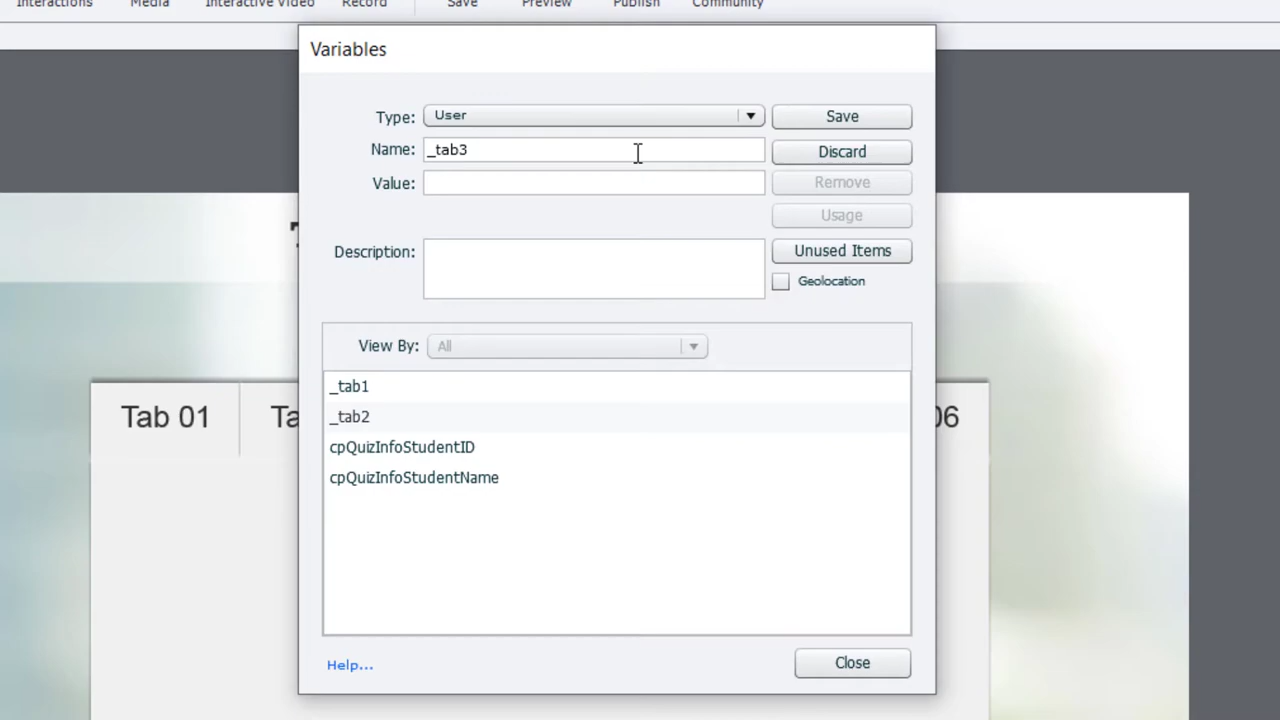 Interactions Media Interactive Video Record Save Preview Publish Community
Variables
Type: User Save
Name: _tab3 Discard
Value: Remove
Usage
Description: Unused Items
Geolocation
View By: All
Tab 01
_tab1
_tab2
cpQuizInfoStudentID
cpQuizInfoStudentName
06
Help... Close